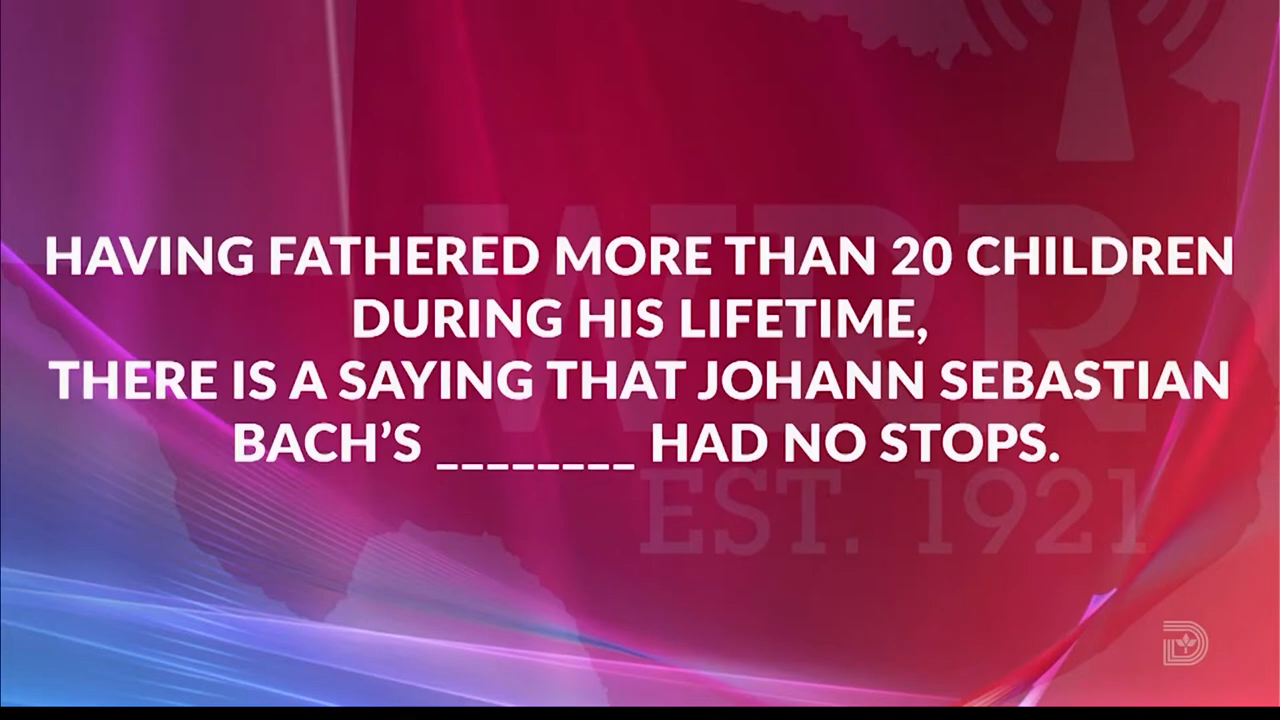 HAVING FATHERED MORE THAN 20 CHILDREN
DURING HIS LIFETIME,
THERE IS A SAYING THAT JOHANN SEBASTIAN
BACH’S ________ HAD NO STOPS.
WRR
EST. 1921